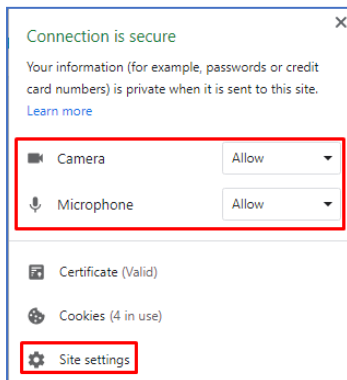 Connection is secure
Your information (for example, passwords or credit
card numbers) is private when it is sent to this site.
Learn more
Camera Allow
Microphone Allow
Certificate (Valid)
Cookies (4 in use)
Site settings